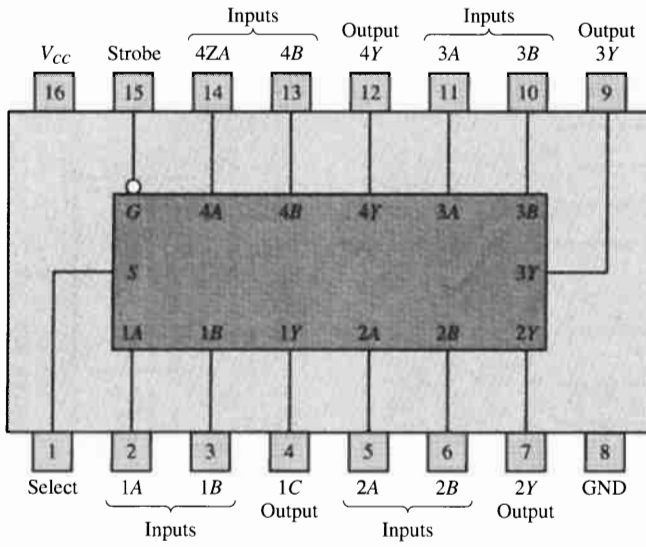 Inputs Inputs
Output Output
VCC Strobe 4ZA 4B 4Y 3A 3B 3Y
16 15 14 13 12 11 10 9
G 4A 4B 4Y 3A 3B
S 3Y
1A 1B 1Y 2A 2B 2Y
1 2 3 4 5 6 7 8
Select 1A 1B 1C 2A 2B 2Y GND
Output Output
Inputs Inputs